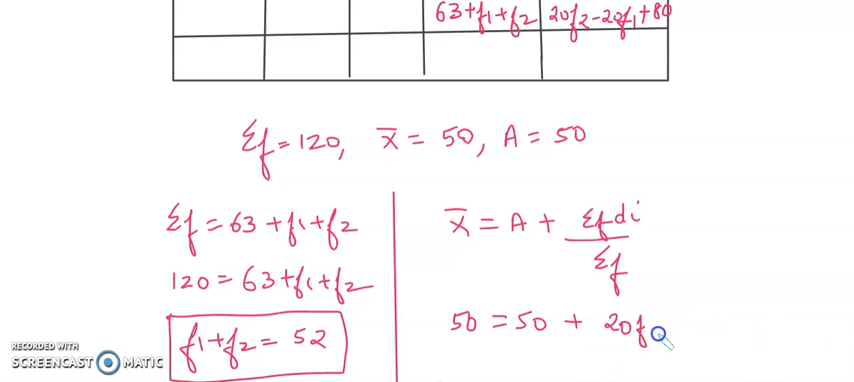 63+f1+f2 20f2-20f1+80
Σf = 120, x̄ = 50, A = 50
Σf = 63 + f1 + f2
120 = 63 + f1 + f2
f1 + f2 = 52
x̄ = A + Σfdi / Σf
50 = 50 + 20f
RECORDED WITH
SCREENCAST MATIC